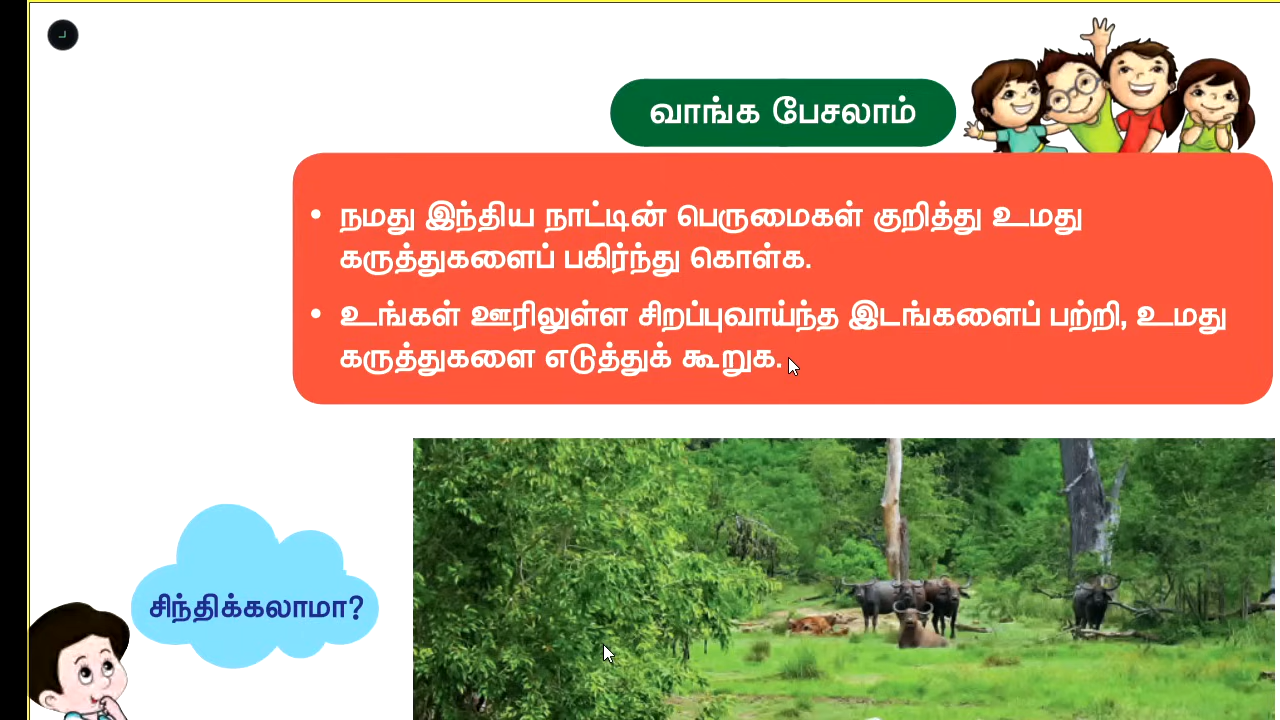 வாங்க பேசலாம்
• நமது இந்திய நாட்டின் பெருமைகள் குறித்து உமது
கருத்துகளைப் பகிர்ந்து கொள்க.
• உங்கள் ஊரிலுள்ள சிறப்புவாய்ந்த இடங்களைப் பற்றி, உமது
கருத்துகளை எடுத்துக் கூறுக.
சிந்திக்கலாமா?